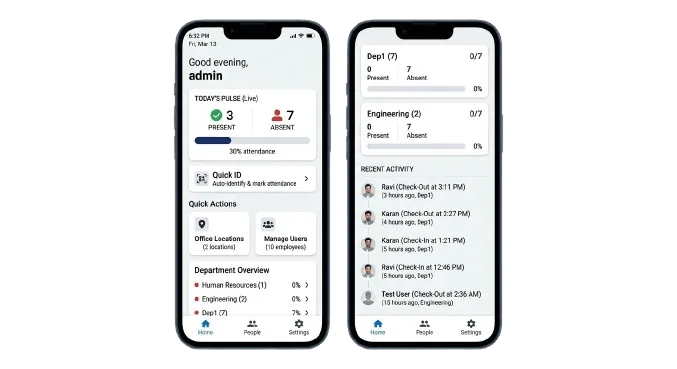 6:32 PM
Fri, Mar 13
Good evening,
admin
TODAY'S PULSE (Live)
3
PRESENT
7
ABSENT
30% attendance
Quick ID
Auto-identify & mark attendance
Quick Actions
Office Locations
(2 locations)
Manage Users
(10 employees)
Department Overview
Human Resources (1) 0%
Engineering (2) 0%
Dep1 (7) 7%
Home People Settings
Dep1 (7) 0/7
0 7
Present Absent
0%
Engineering (2) 0/7
0 7
Present Absent
0%
RECENT ACTIVITY
Ravi (Check-Out at 3:11 PM)
(3 hours ago, Dep1)
Karan (Check-Out at 2:27 PM)
(4 hours ago, Dep1)
Karan (Check-In at 1:21 PM)
(5 hours ago, Dep1)
Ravi (Check-In at 12:46 PM)
(5 hours ago, Dep1)
Test User (Check-Out at 2:36 AM)
(15 hours ago, Engineering)
Home People Settings